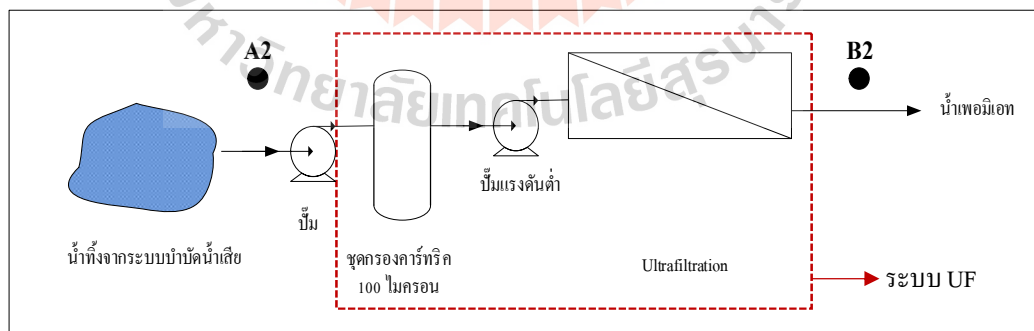 A2
B2
น้ำเพอมิเอท
ปั๊มแรงดันต่ำ
ปั๊ม
น้ำทิ้งจากระบบบำบัดน้ำเสีย
ชุดกรองคาร์ทริค
100 ไมครอน
Ultrafiltration
ระบบ UF